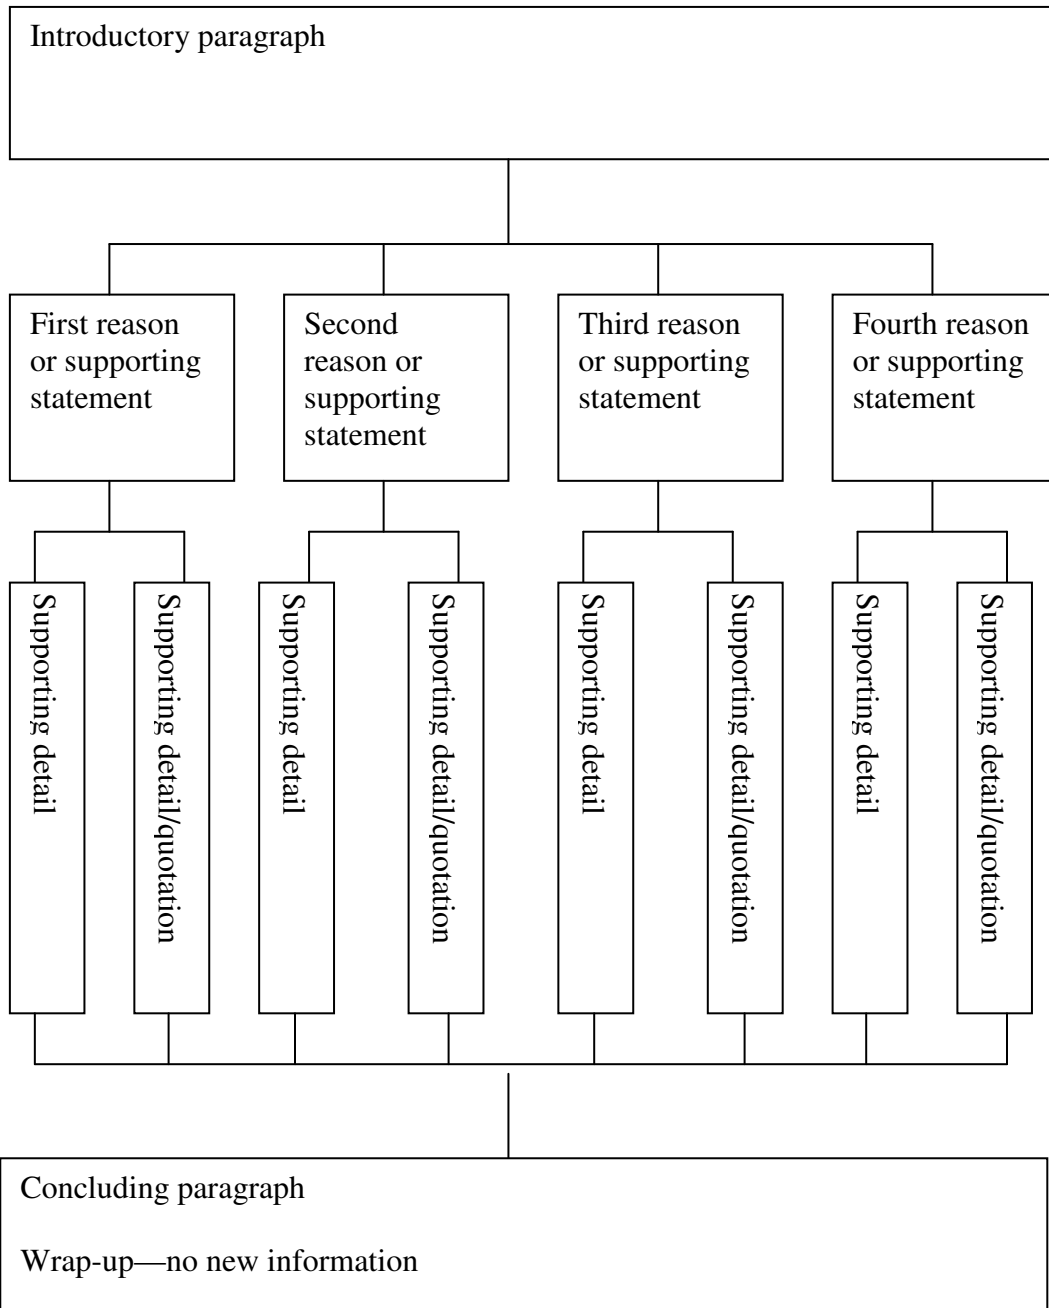 Introductory paragraph
First reason
or supporting
statement
Second
reason or
supporting
statement
Third reason
or supporting
statement
Fourth reason
or supporting
statement
Supporting detail
Supporting detail/quotation
Supporting detail
Supporting detail/quotation
Supporting detail
Supporting detail/quotation
Supporting detail
Supporting detail/quotation
Concluding paragraph
Wrap-up—no new information